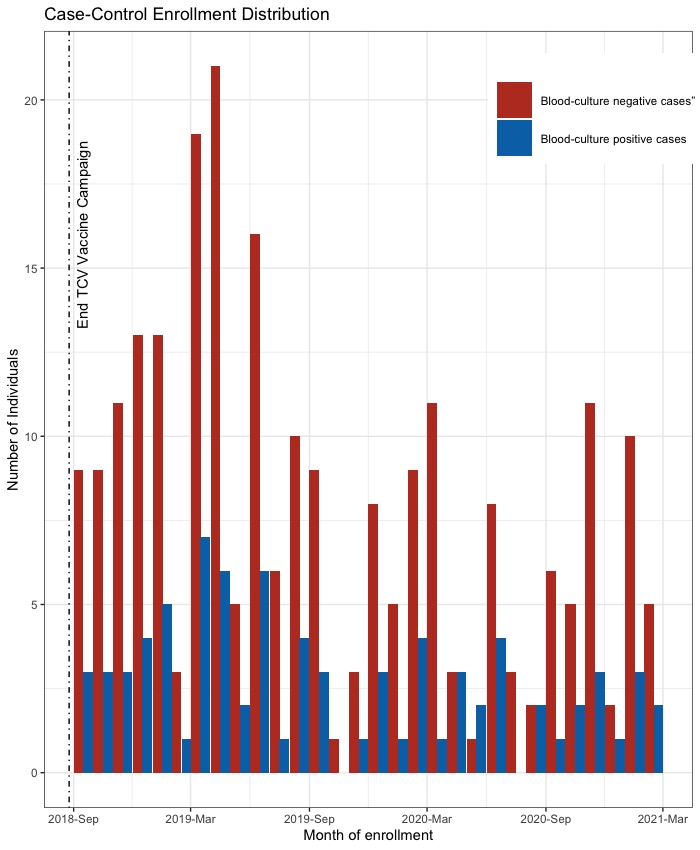 Case-Control Enrollment Distribution
Blood-culture negative cases"
Blood-culture positive cases
End TCV Vaccine Campaign
Number of Individuals
20
15
10
5
0
2018-Sep
2019-Mar
2019-Sep
2020-Mar
2020-Sep
2021-Mar
Month of enrollment